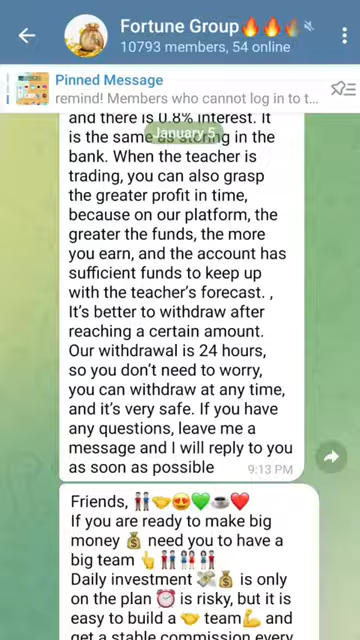 Fortune Group🔥🔥🔥
10793 members, 54 online
Pinned Message
remind! Members who cannot log in to t...
and there is 0.8% interest. It
January 5
is the same as storing in the
bank. When the teacher is
trading, you can also grasp
the greater profit in time,
because on our platform, the
greater the funds, the more
you earn, and the account has
sufficient funds to keep up
with the teacher's forecast. ,
It's better to withdraw after
reaching a certain amount.
Our withdrawal is 24 hours,
so you don't need to worry,
you can withdraw at any time,
and it's very safe. If you have
any questions, leave me a
message and I will reply to you
as soon as possible
9:13 PM
Friends, 👬🤝😍💚☕❤️
If you are ready to make big
money 💰 need you to have a
big team 👆👬👭
Daily investment 💸💰 is only
on the plan ⏰ is risky, but it is
easy to build a 🤝 team💪 and
get a stable commission every